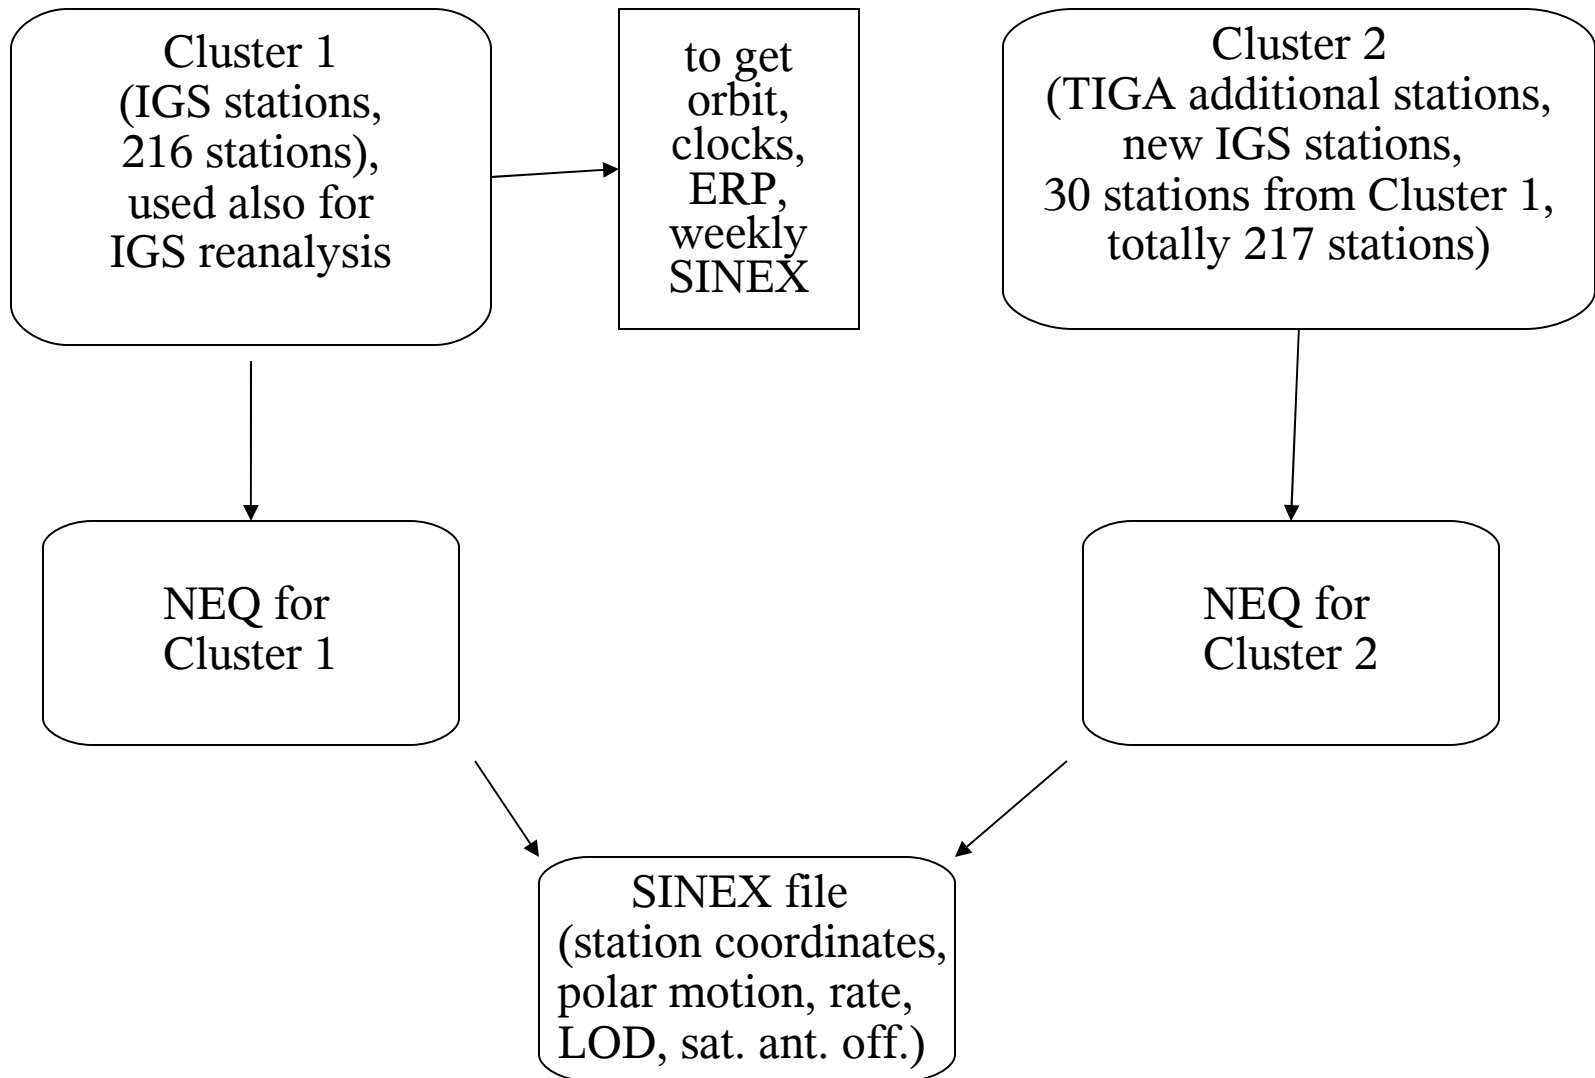 Cluster 1
(IGS stations,
216 stations),
used also for
IGS reanalysis
to get
orbit,
clocks,
ERP,
weekly
SINEX
Cluster 2
(TIGA additional stations,
new IGS stations,
30 stations from Cluster 1,
totally 217 stations)
NEQ for
Cluster 1
NEQ for
Cluster 2
SINEX file
(station coordinates,
polar motion, rate,
LOD, sat. ant. off.)